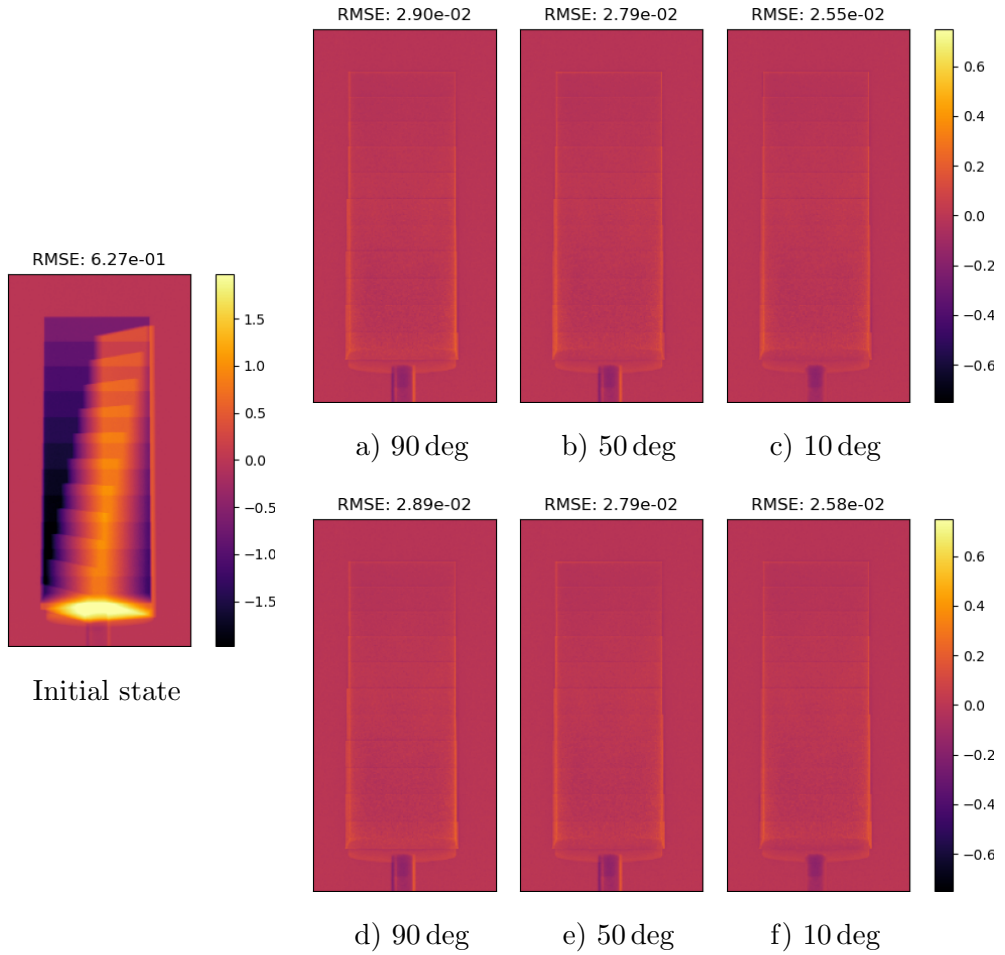 RMSE: 2.90e-02
RMSE: 2.79e-02
RMSE: 2.55e-02
0.6
0.4
0.2
0.0
−0.2
−0.4
−0.6
a) 90 deg
b) 50 deg
c) 10 deg
RMSE: 6.27e-01
1.5
1.0
0.5
0.0
−0.5
−1.0
−1.5
Initial state
RMSE: 2.89e-02
RMSE: 2.79e-02
RMSE: 2.58e-02
0.6
0.4
0.2
0.0
−0.2
−0.4
−0.6
d) 90 deg
e) 50 deg
f) 10 deg